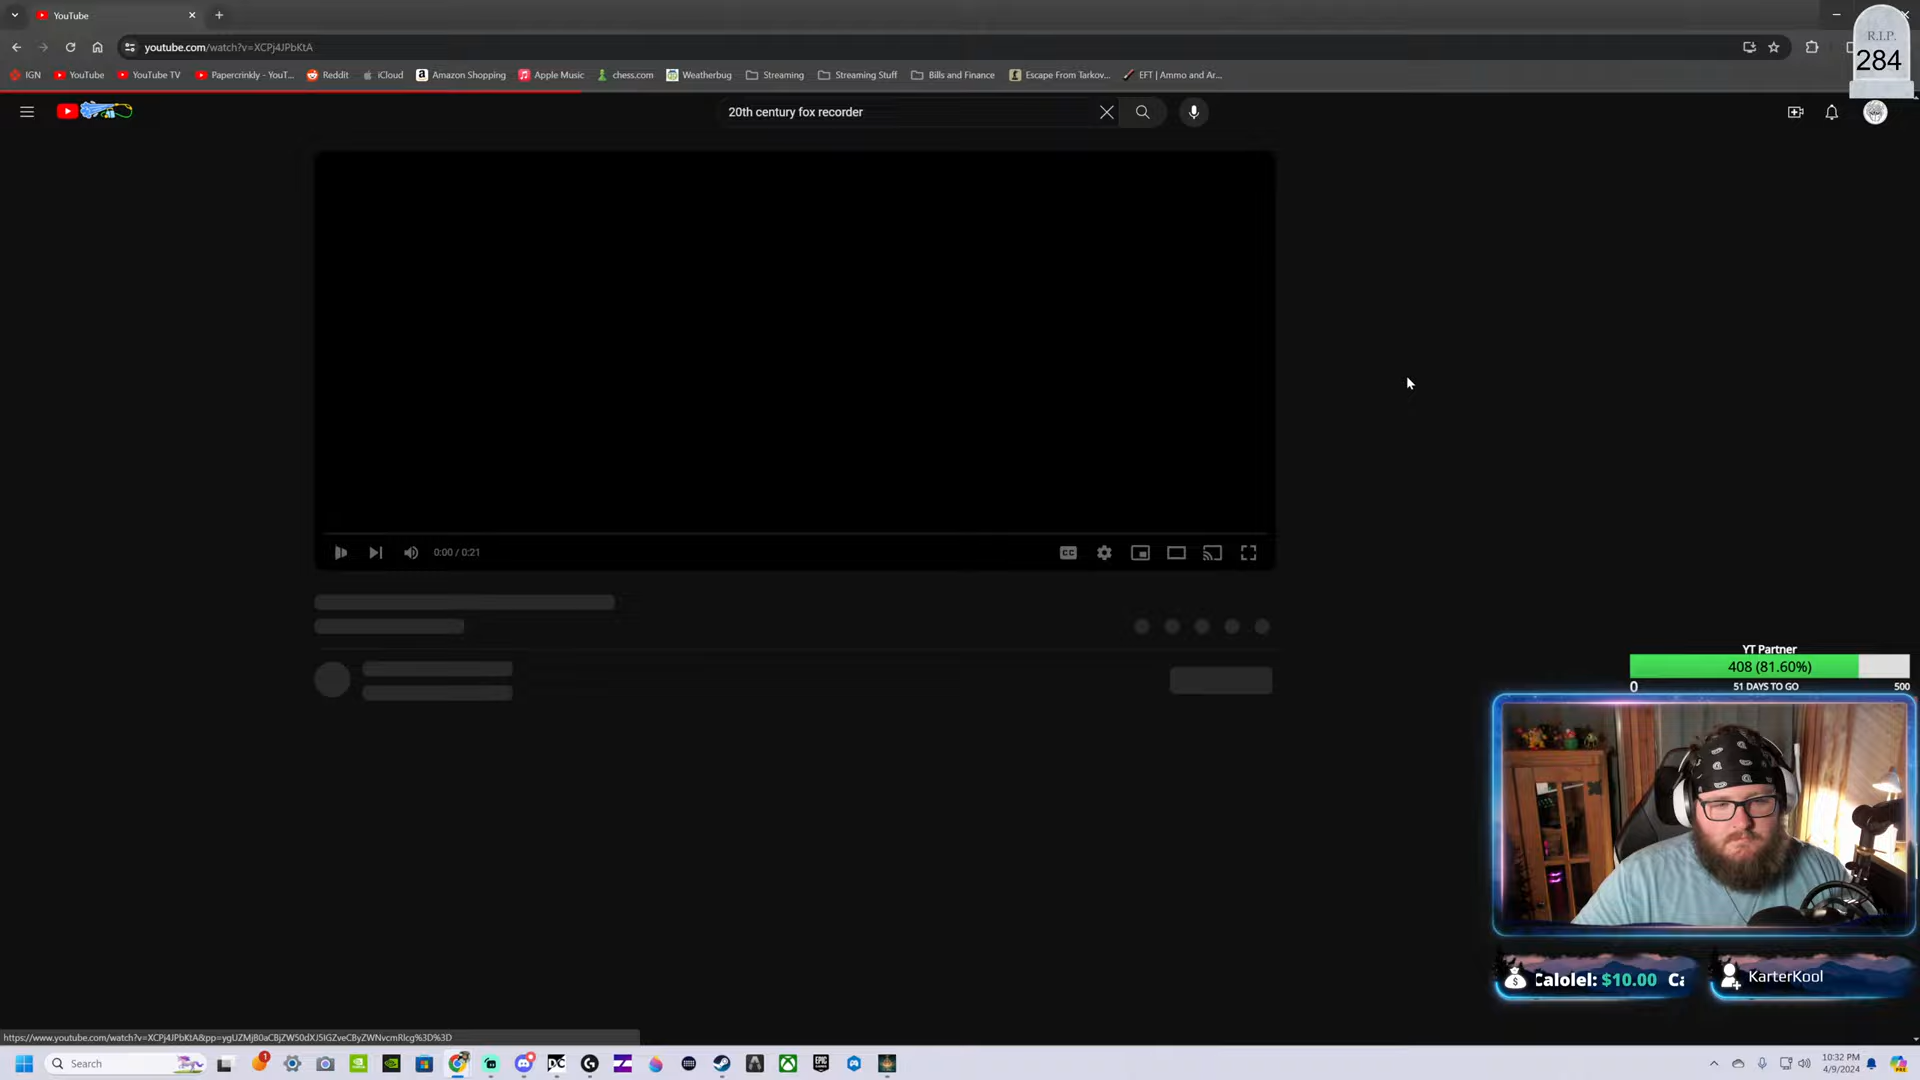 YouTube
R.I.P.
284
youtube.com/watch?v=XCPj4JPbKtA
IGN YouTube YouTube TV Papercrinkly - YouT... Reddit iCloud Amazon Shopping Apple Music chess.com Weatherbug Streaming Streaming Stuff Bills and Finance Escape From Tarkov... EFT | Ammo and Ar...
20th century fox recorder
0:00 / 0:21
CC
YT Partner
408 (81.60%)
0 51 DAYS TO GO 500
Calolel: $10.00 Ca
KarterKool
Search
10:32 PM
4/9/2024